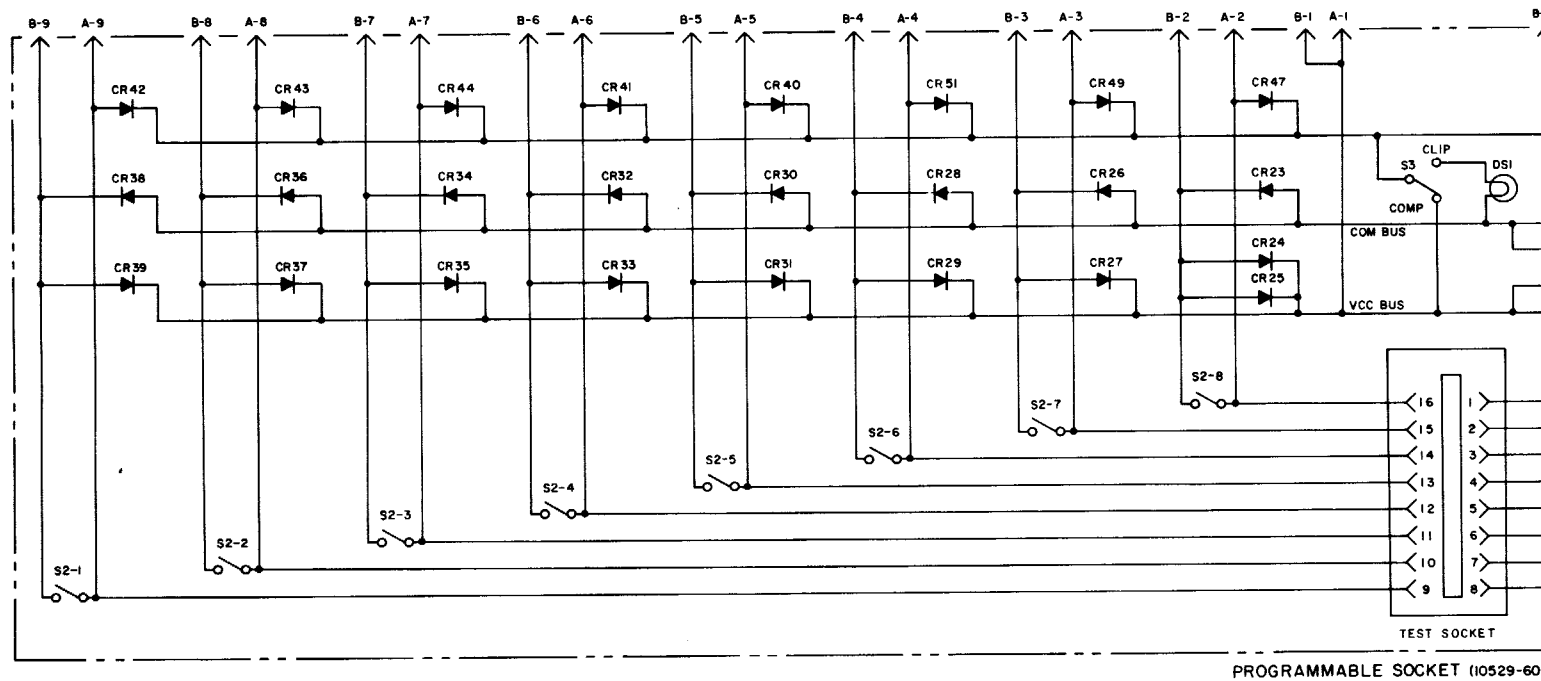 B-9 A-9 B-8 A-8 B-7 A-7 B-6 A-6 B-5 A-5 B-4 A-4 B-3 A-3 B-2 A-2 B-1 A-1 B-
CR42 CR43 CR44 CR41 CR40 CR51 CR49 CR47
CLIP
S3 DS1
CR38 CR36 CR34 CR32 CR30 CR28 CR26 CR23
COMP
COM BUS
CR39 CR37 CR35 CR33 CR31 CR29 CR27 CR24
CR25
VCC BUS
S2-8
16 1
S2-7
15 2
S2-6
14 3
S2-5
13 4
S2-4
12 5
S2-3
11 6
S2-2
10 7
S2-1
9 8
TEST SOCKET
PROGRAMMABLE SOCKET (10529-60